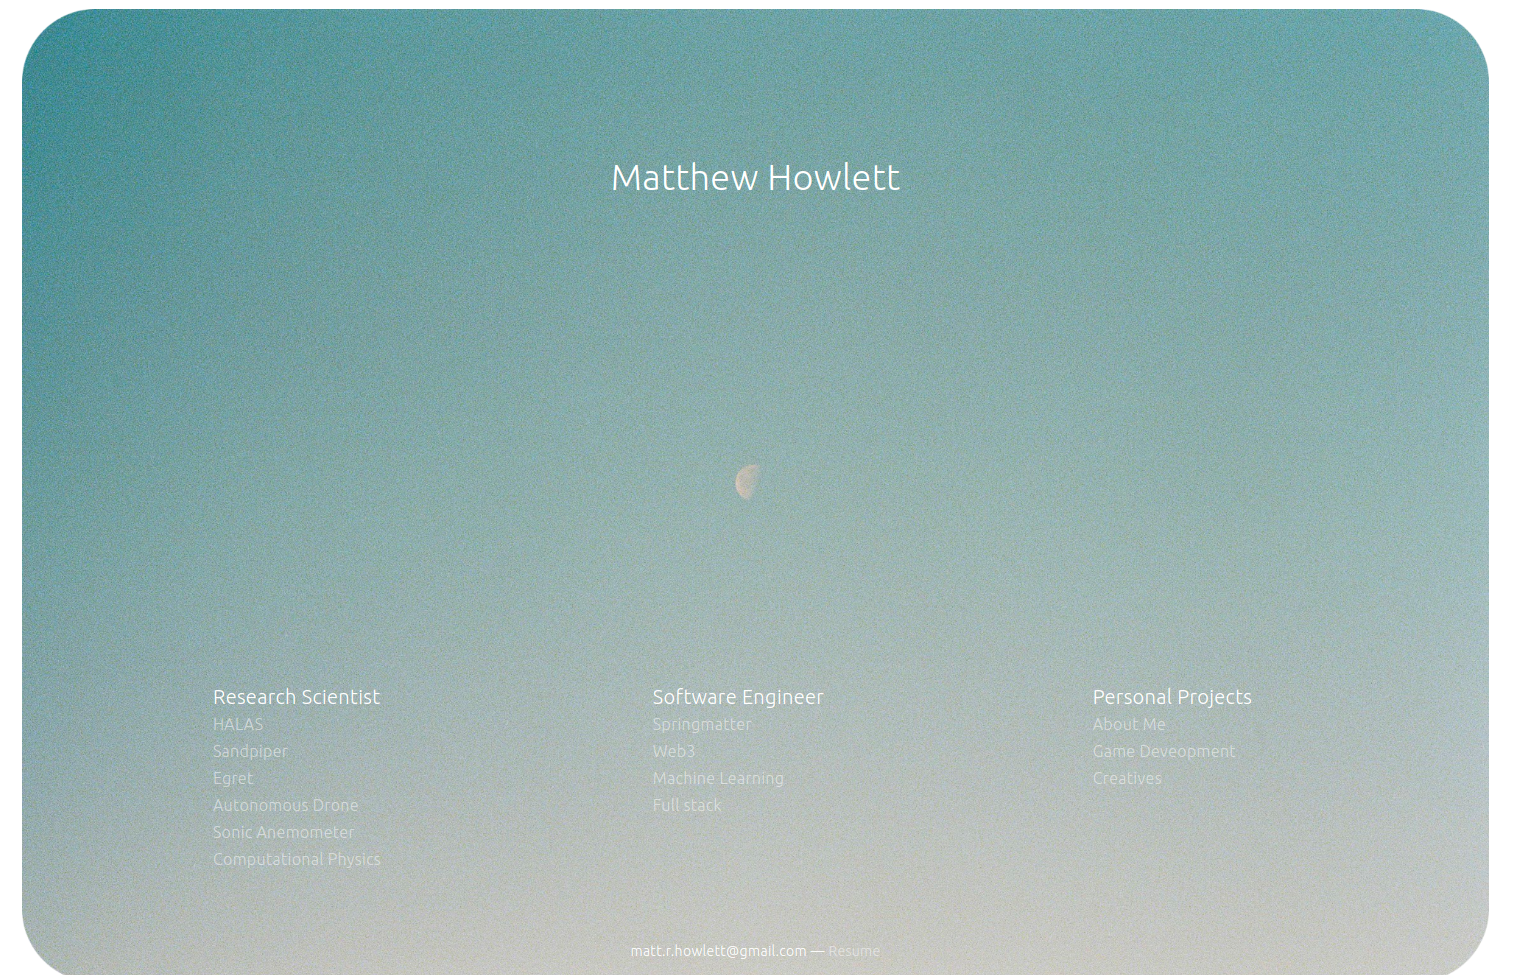 Matthew Howlett
Research Scientist
HALAS
Sandpiper
Egret
Autonomous Drone
Sonic Anemometer
Computational Physics
Software Engineer
Springmatter
Web3
Machine Learning
Full stack
Personal Projects
About Me
Game Deveopment
Creatives
matt.r.howlett@gmail.com — Resume